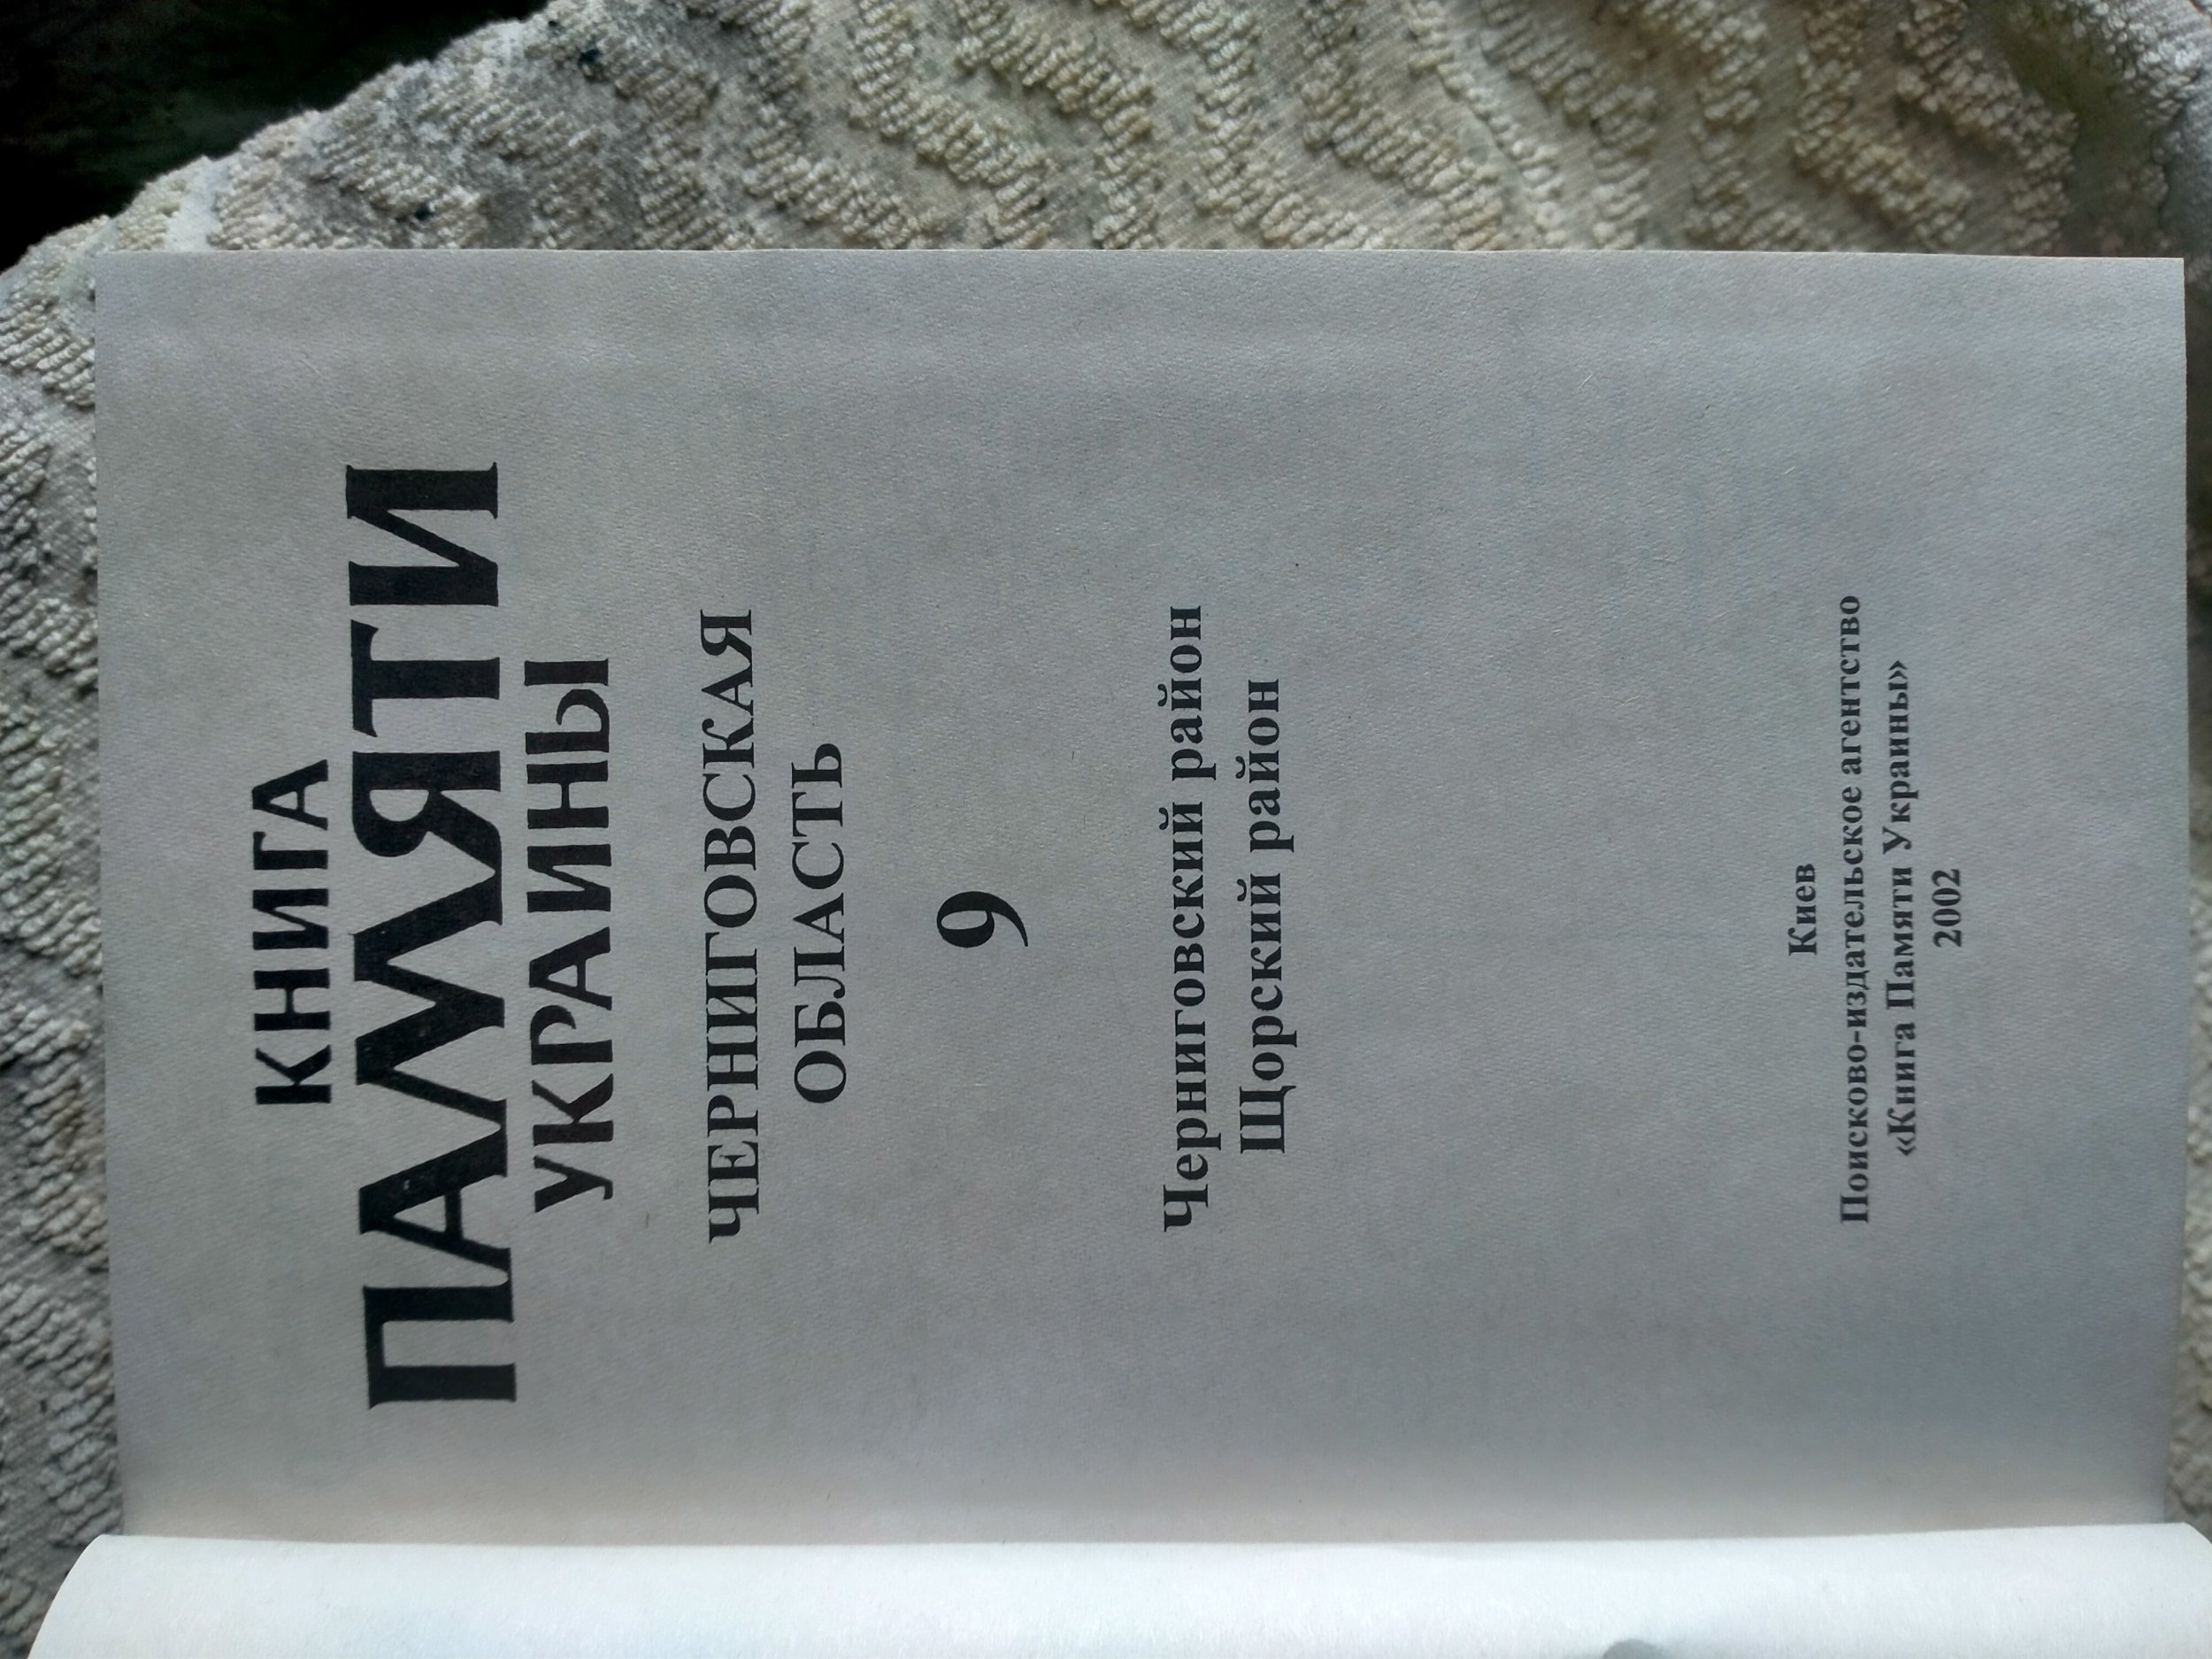 КНИГА
ПАМЯТИ
УКРАИНЫ
ЧЕРНИГОВСКАЯ
ОБЛАСТЬ
9
Черниговский район
Щорский район
Киев
Поисково-издательское агентство
«Книга Памяти Украины»
2002